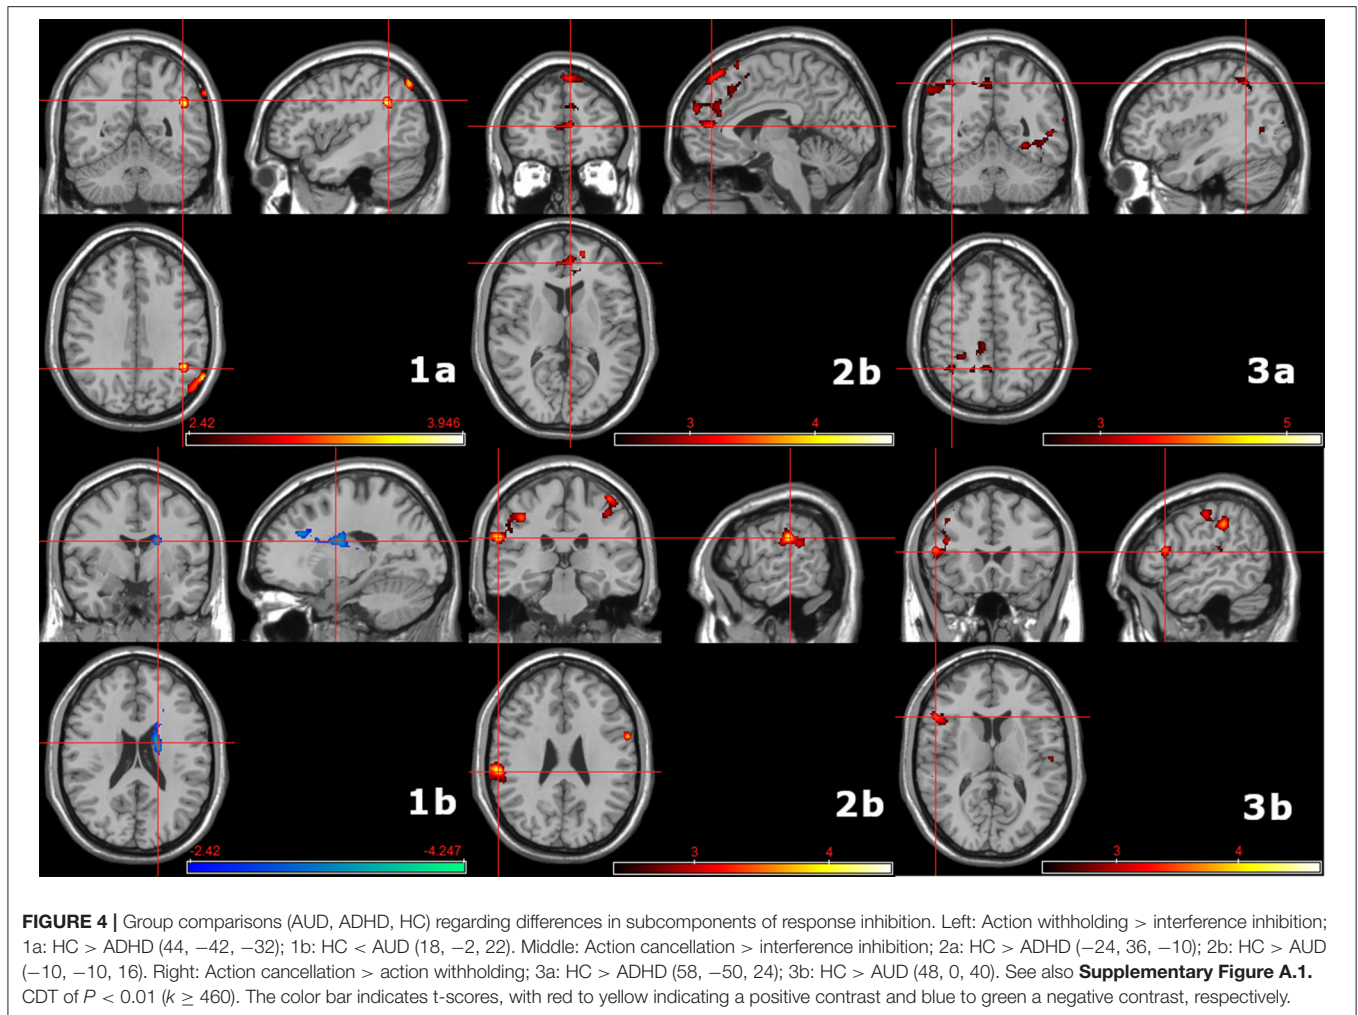 1a
2.42 3.946
2b
3 4
3a
3 5
1b
-2.42 -4.247
2b
3 4
3b
3 4
FIGURE 4 | Group comparisons (AUD, ADHD, HC) regarding differences in subcomponents of response inhibition. Left: Action withholding > interference inhibition;
1a: HC > ADHD (44, −42, −32); 1b: HC < AUD (18, −2, 22). Middle: Action cancellation > interference inhibition; 2a: HC > ADHD (−24, 36, −10); 2b: HC > AUD
(−10, −10, 16). Right: Action cancellation > action withholding; 3a: HC > ADHD (58, −50, 24); 3b: HC > AUD (48, 0, 40). See also Supplementary Figure A.1.
CDT of P < 0.01 (k ≥ 460). The color bar indicates t-scores, with red to yellow indicating a positive contrast and blue to green a negative contrast, respectively.